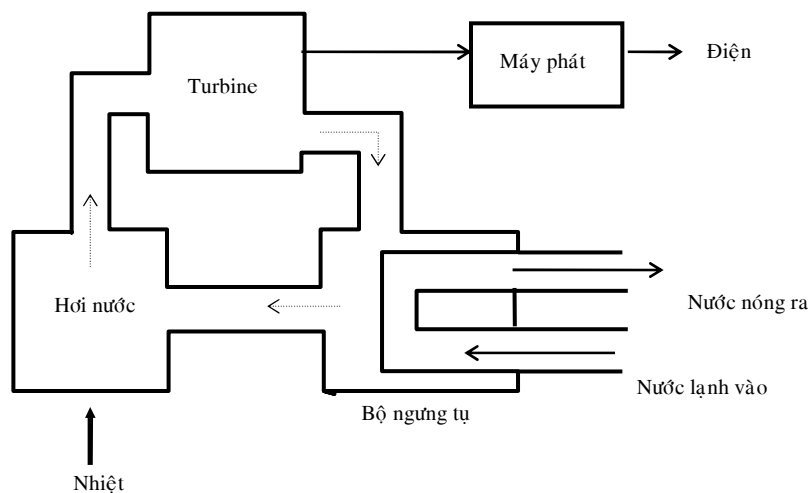 Turbine
Máy phát
Điện
Hơi nước
Nước nóng ra
Nước lạnh vào
Bộ ngưng tụ
Nhiệt